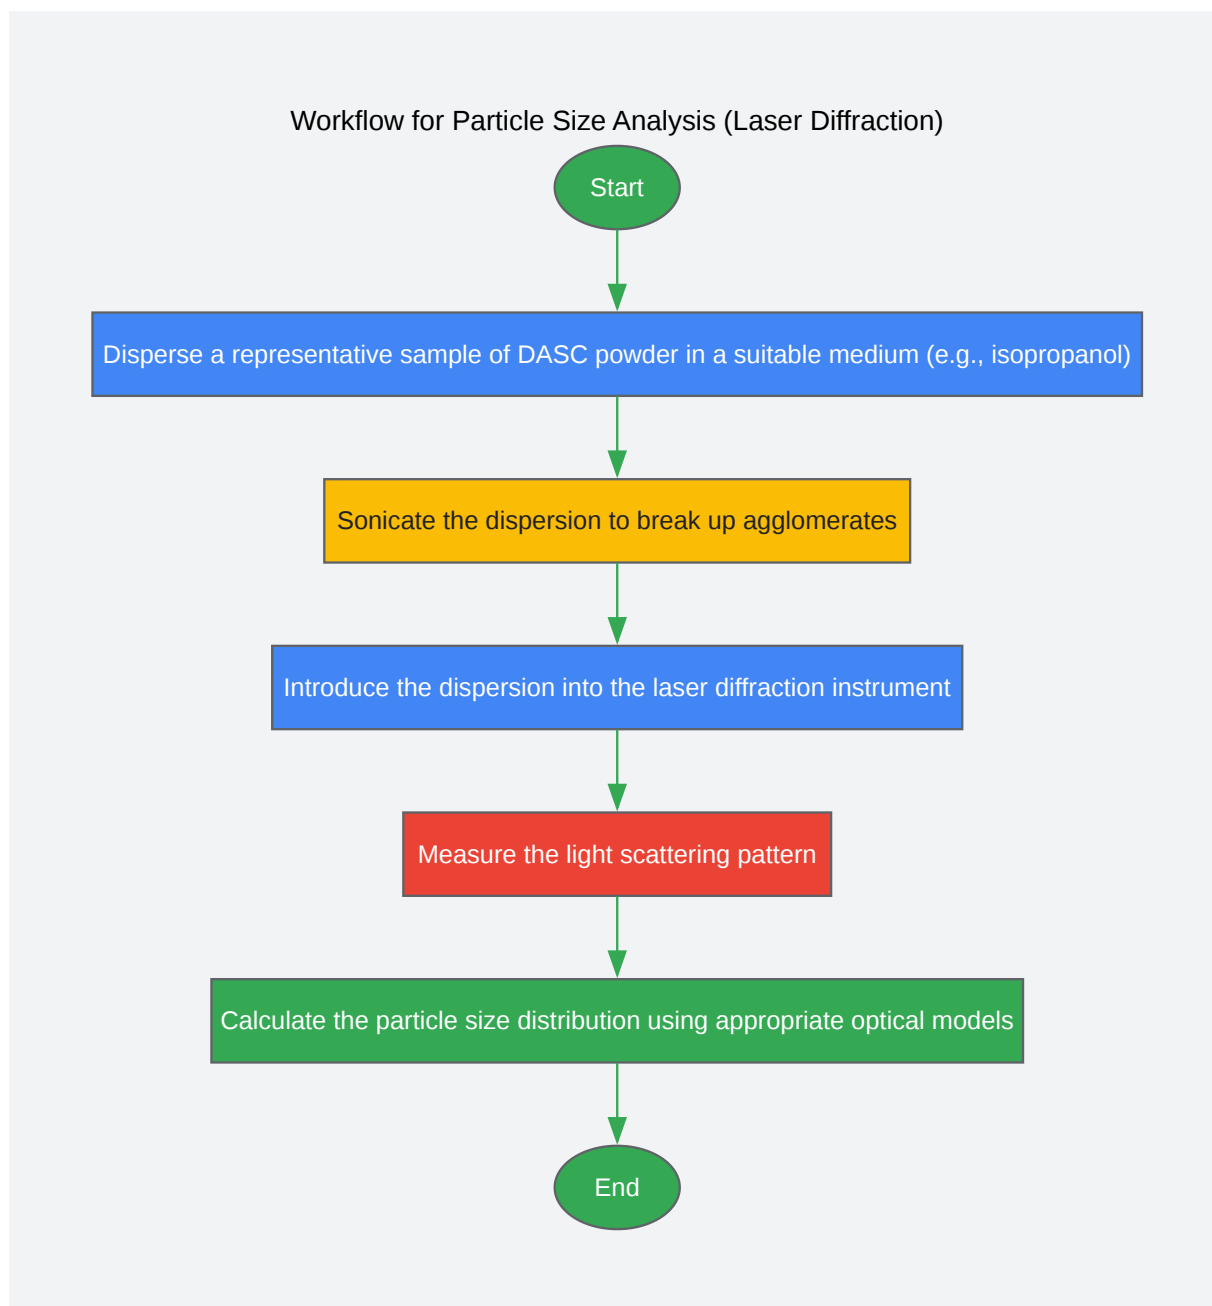 Workflow for Particle Size Analysis (Laser Diffraction)
Start
Disperse a representative sample of DASC powder in a suitable medium (e.g., isopropanol)
Sonicate the dispersion to break up agglomerates
Introduce the dispersion into the laser diffraction instrument
Measure the light scattering pattern
Calculate the particle size distribution using appropriate optical models
End